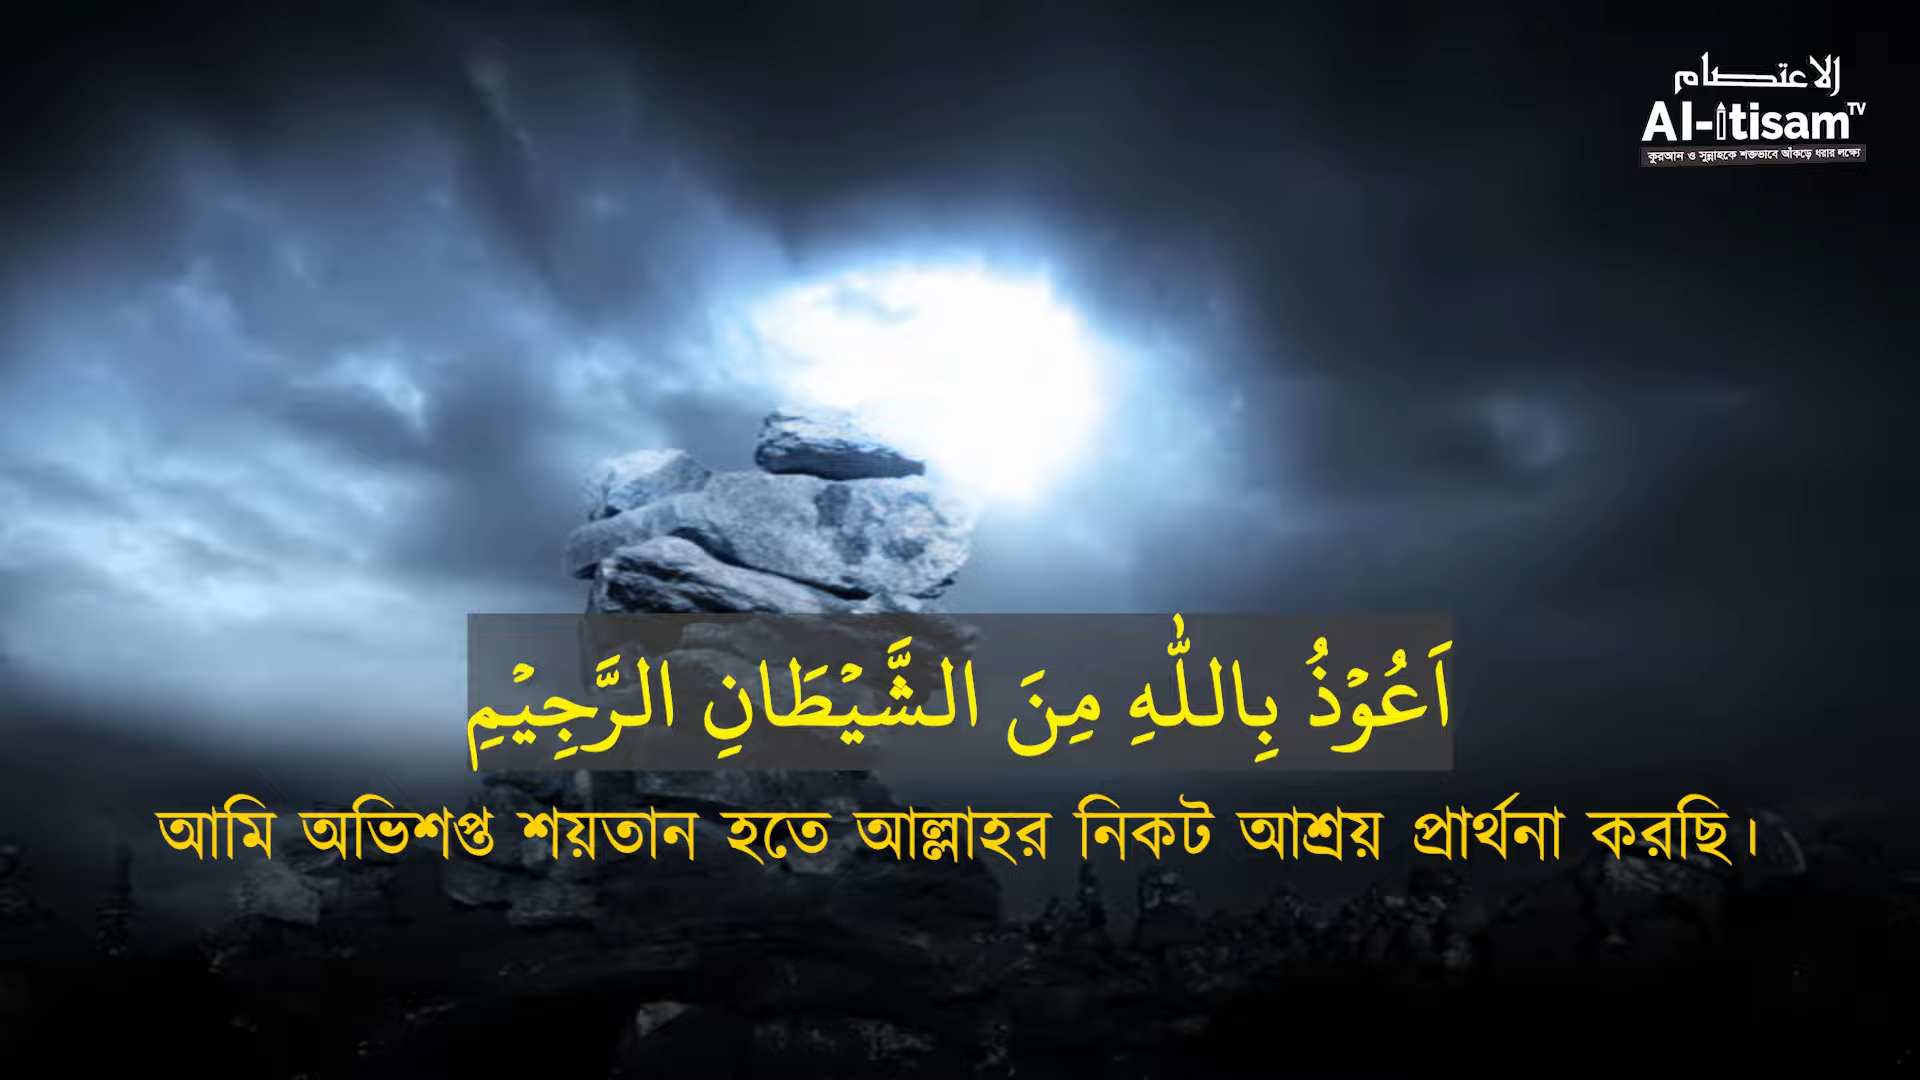 الاعتصام
Al-itisam TV
কুরআন ও সুন্নাহকে শক্তভাবে আঁকড়ে ধরার লক্ষ্যে
اَعُوْذُ بِاللّٰهِ مِنَ الشَّيْطَانِ الرَّجِيْمِ
আমি অভিশপ্ত শয়তান হতে আল্লাহর নিকট আশ্রয় প্রার্থনা করছি।